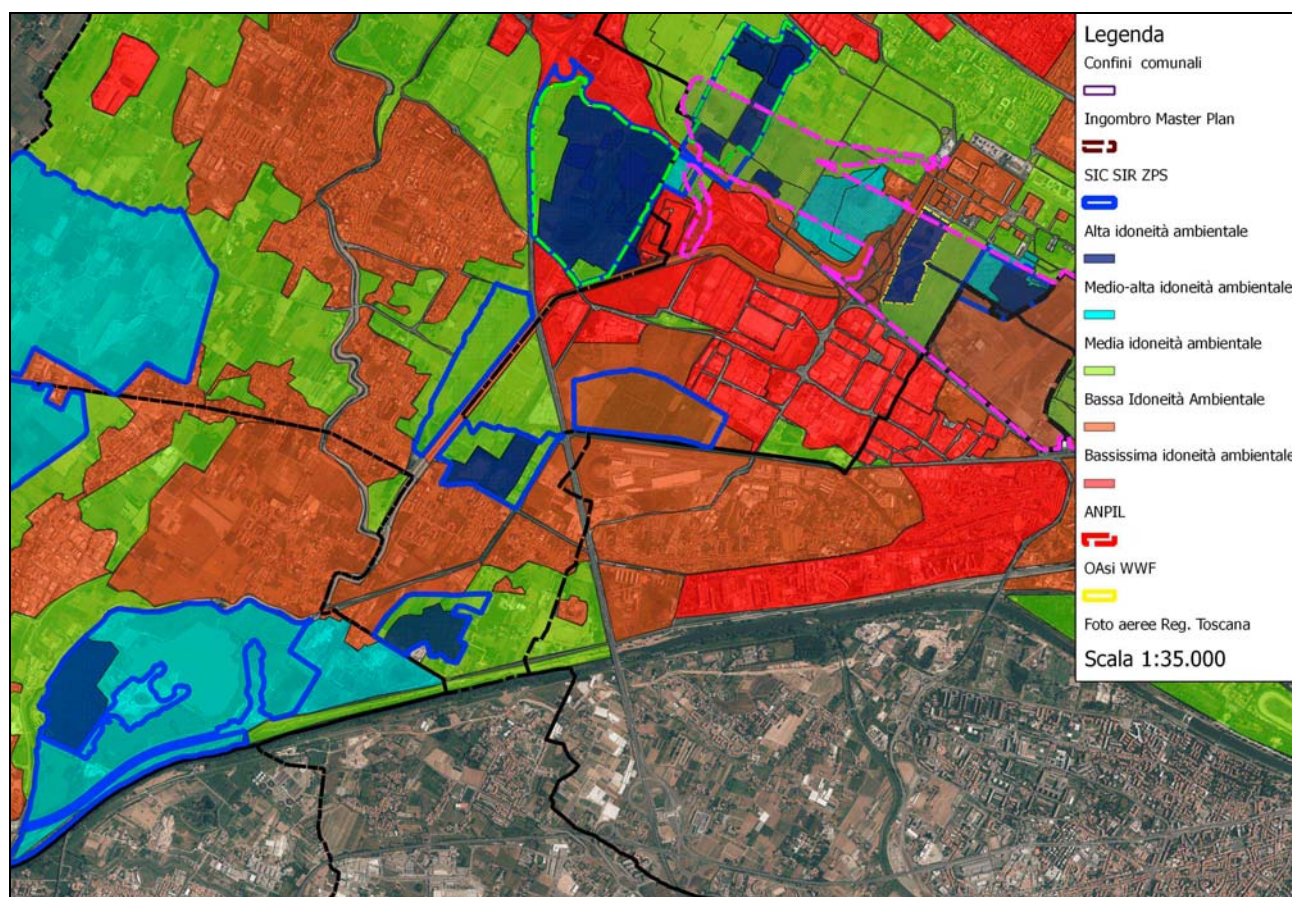 Legenda
Confini comunali
Ingombro Master Plan
SIC SIR ZPS
Alta idoneità ambientale
Medio-alta idoneità ambientale
Media idoneità ambientale
Bassa Idoneità Ambientale
Bassissima idoneità ambientale
ANPIL
OAsi WWF
Foto aeree Reg. Toscana
Scala 1:35.000